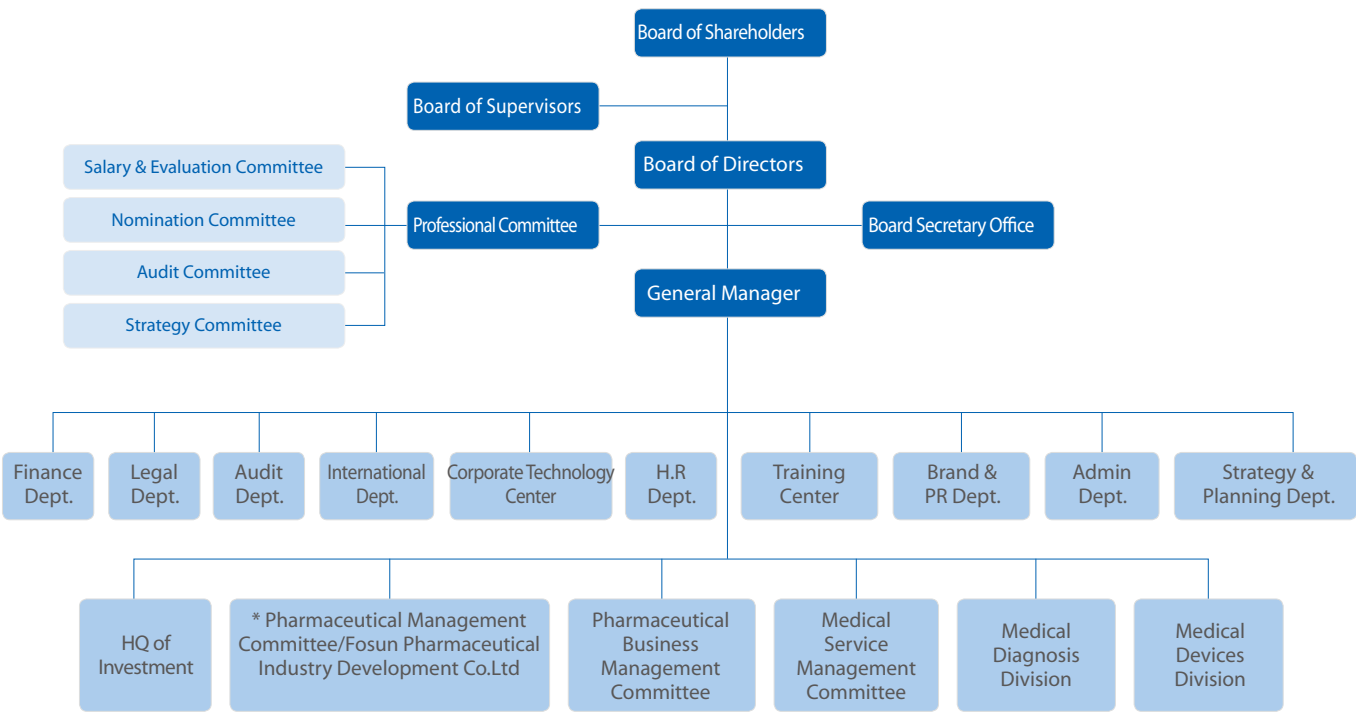 Board of Shareholders
Board of Supervisors
Board of Directors
Salary & Evaluation Committee
Nomination Committee
Audit Committee
Strategy Committee
Professional Committee
Board Secretary Office
General Manager
Finance
Dept.
Legal
Dept.
Audit
Dept.
International
Dept.
Corporate Technology
Center
H.R
Dept.
Training
Center
Brand &
PR Dept.
Admin
Dept.
Strategy &
Planning Dept.
HQ of
Investment
* Pharmaceutical Management
Committee/Fosun Pharmaceutical
Industry Development Co.Ltd
Pharmaceutical
Business
Management
Committee
Medical
Service
Management
Committee
Medical
Diagnosis
Division
Medical
Devices
Division